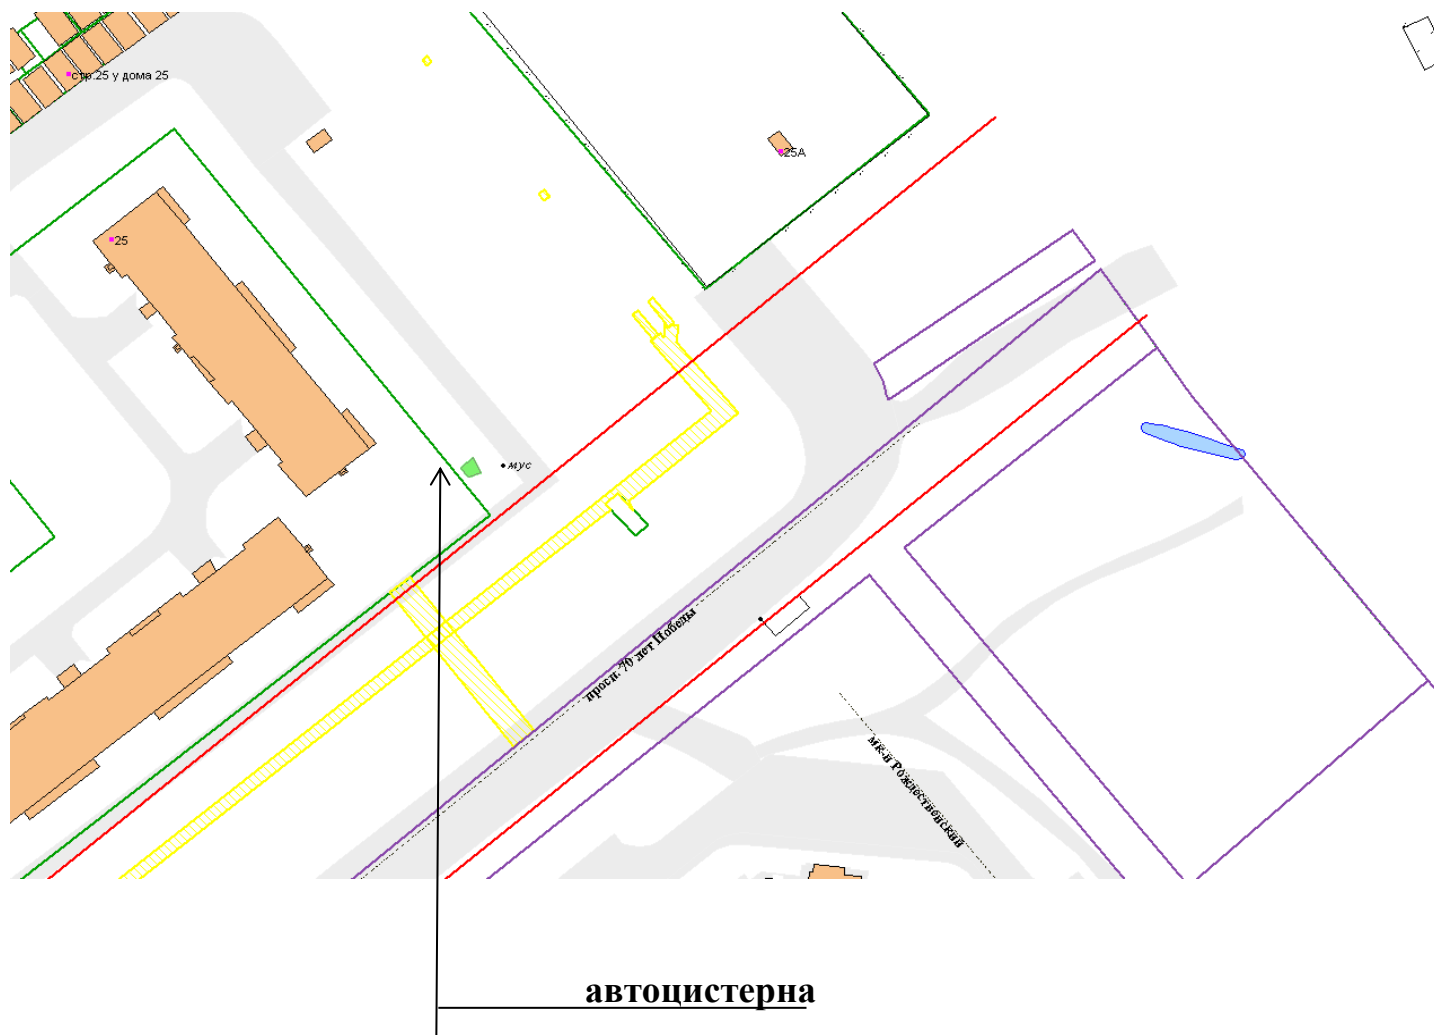 стр.25 у дома 25
25А
25
мус
просп. 70 лет Победы
мк-н Рождественский
автоцистерна